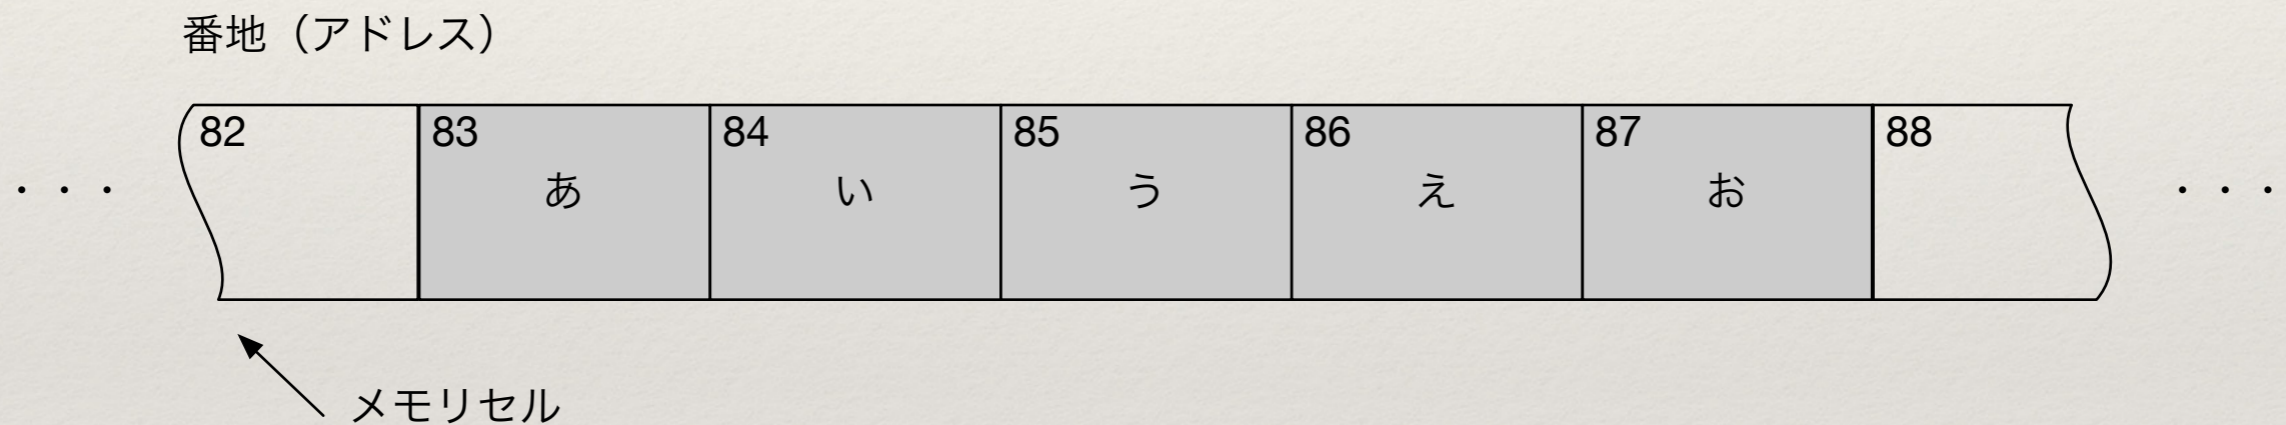 番地（アドレス）
82 83 84 85 86 87 88
・・・ あ い う え お ・・・
メモリセル